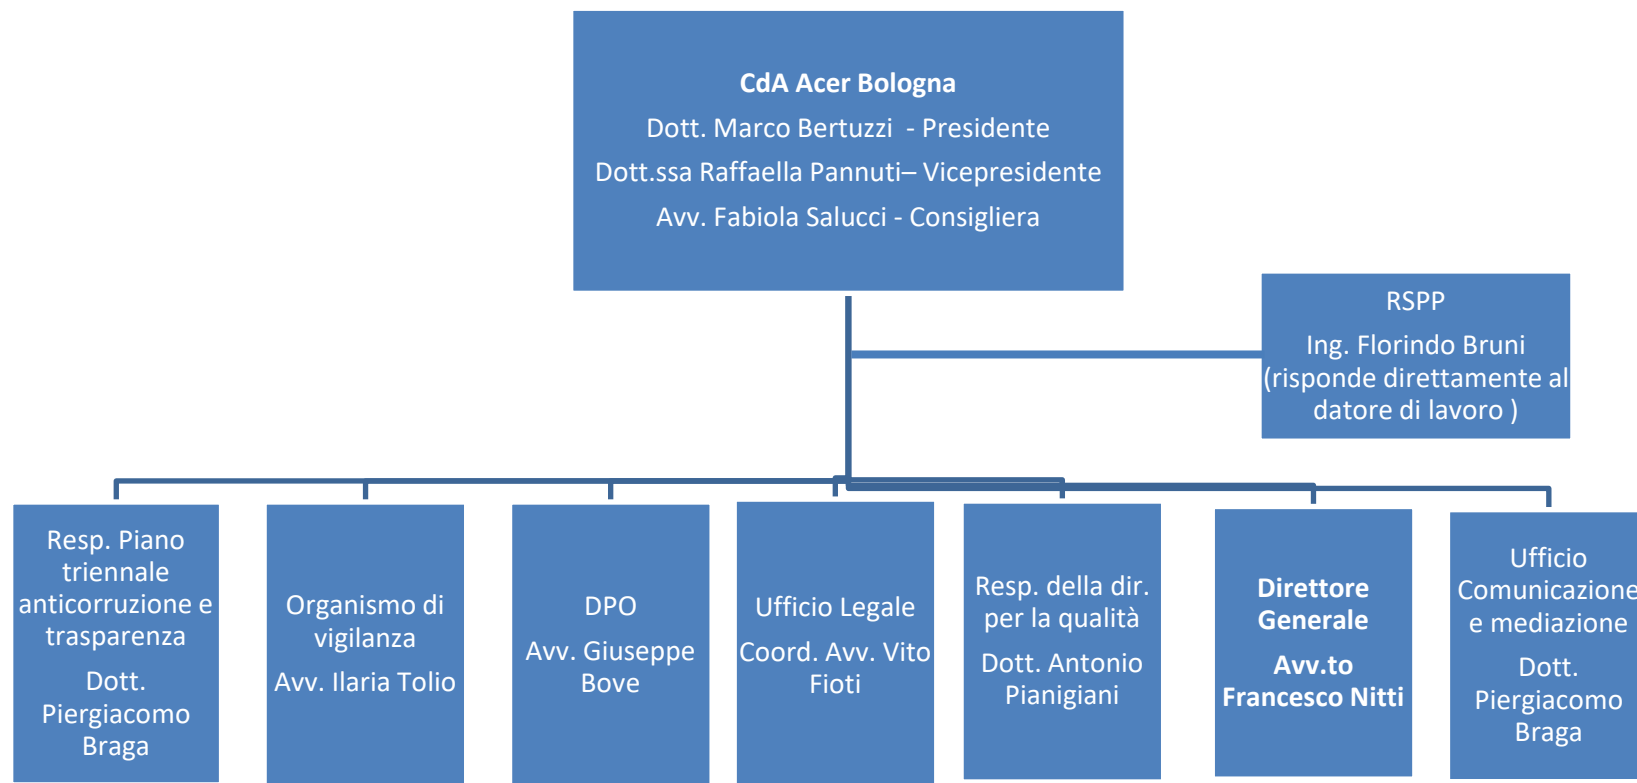 CdA Acer Bologna
Dott. Marco Bertuzzi - Presidente
Dott.ssa Raffaella Pannuti– Vicepresidente
Avv. Fabiola Salucci - Consigliera
RSPP
Ing. Florindo Bruni
(risponde direttamente al
datore di lavoro )
Resp. Piano
triennale
anticorruzione e
trasparenza
Dott.
Piergiacomo
Braga
Organismo di
vigilanza
Avv. Ilaria Tolio
DPO
Avv. Giuseppe
Bove
Ufficio Legale
Coord. Avv. Vito
Fioti
Resp. della dir.
per la qualità
Dott. Antonio
Pianigiani
Direttore
Generale
Avv.to
Francesco Nitti
Ufficio
Comunicazione
e mediazione
Dott.
Piergiacomo
Braga